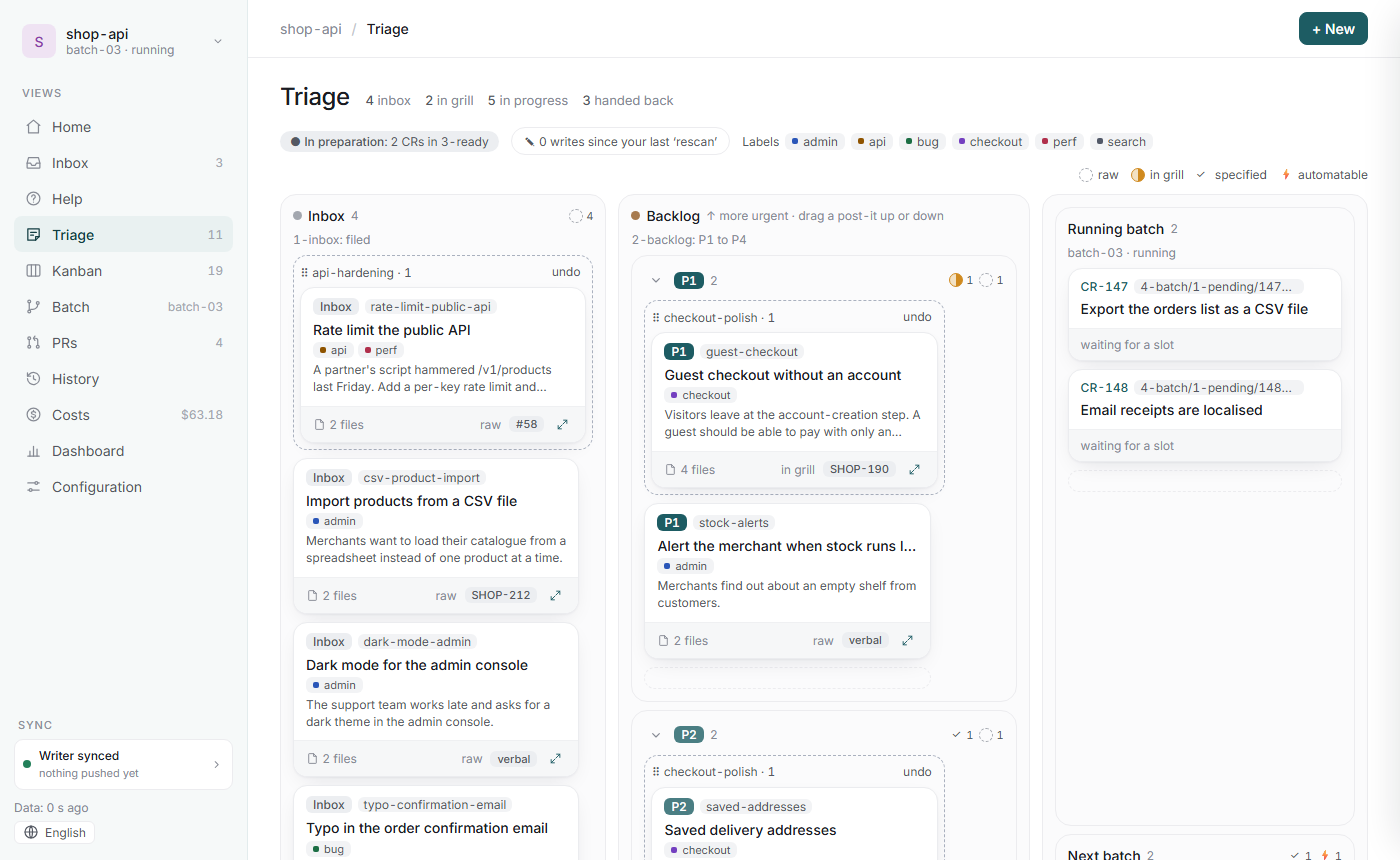 S
shop-api
batch-03 · running
VIEWS
Home
Inbox 3
Help
Triage 11
Kanban 19
Batch batch-03
PRs 4
History
Costs $63.18
Dashboard
Configuration
SYNC
Writer synced
nothing pushed yet
Data: 0 s ago
English
shop-api / Triage
+ New
Triage 4 inbox 2 in grill 5 in progress 3 handed back
In preparation: 2 CRs in 3-ready
0 writes since your last ‘rescan’
Labels admin api bug checkout perf search
raw in grill specified automatable
Inbox 4 4
1-inbox: filed
api-hardening · 1 undo
Inbox rate-limit-public-api
Rate limit the public API
api perf
A partner's script hammered /v1/products
last Friday. Add a per-key rate limit and...
2 files raw #58
Inbox csv-product-import
Import products from a CSV file
admin
Merchants want to load their catalogue from a
spreadsheet instead of one product at a time.
2 files raw SHOP-212
Inbox dark-mode-admin
Dark mode for the admin console
admin
The support team works late and asks for a
dark theme in the admin console.
2 files raw verbal
Inbox typo-confirmation-email
Typo in the order confirmation email
bug
Backlog ↑ more urgent · drag a post-it up or down
2-backlog: P1 to P4
P1 2 1 1
checkout-polish · 1 undo
P1 guest-checkout
Guest checkout without an account
checkout
Visitors leave at the account-creation step. A
guest should be able to pay with only an...
4 files in grill SHOP-190
P1 stock-alerts
Alert the merchant when stock runs l...
admin
Merchants find out about an empty shelf from
customers.
2 files raw verbal
P2 2 1 1
checkout-polish · 1 undo
P2 saved-addresses
Saved delivery addresses
checkout
Running batch 2
batch-03 · running
CR-147 4-batch/1-pending/147...
Export the orders list as a CSV file
waiting for a slot
CR-148 4-batch/1-pending/148...
Email receipts are localised
waiting for a slot
Next batch 2 1 1